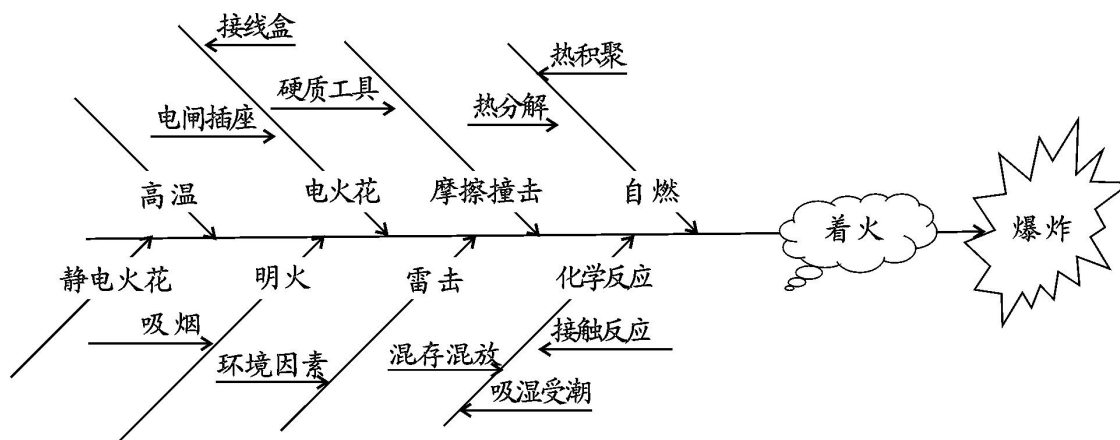 接线盒
硬质工具
热积聚
电闸插座
热分解
高温
电火花
摩擦撞击
自燃
着火
爆炸
静电火花
明火
雷击
化学反应
吸烟
环境因素
混存混放
接触反应
吸湿受潮